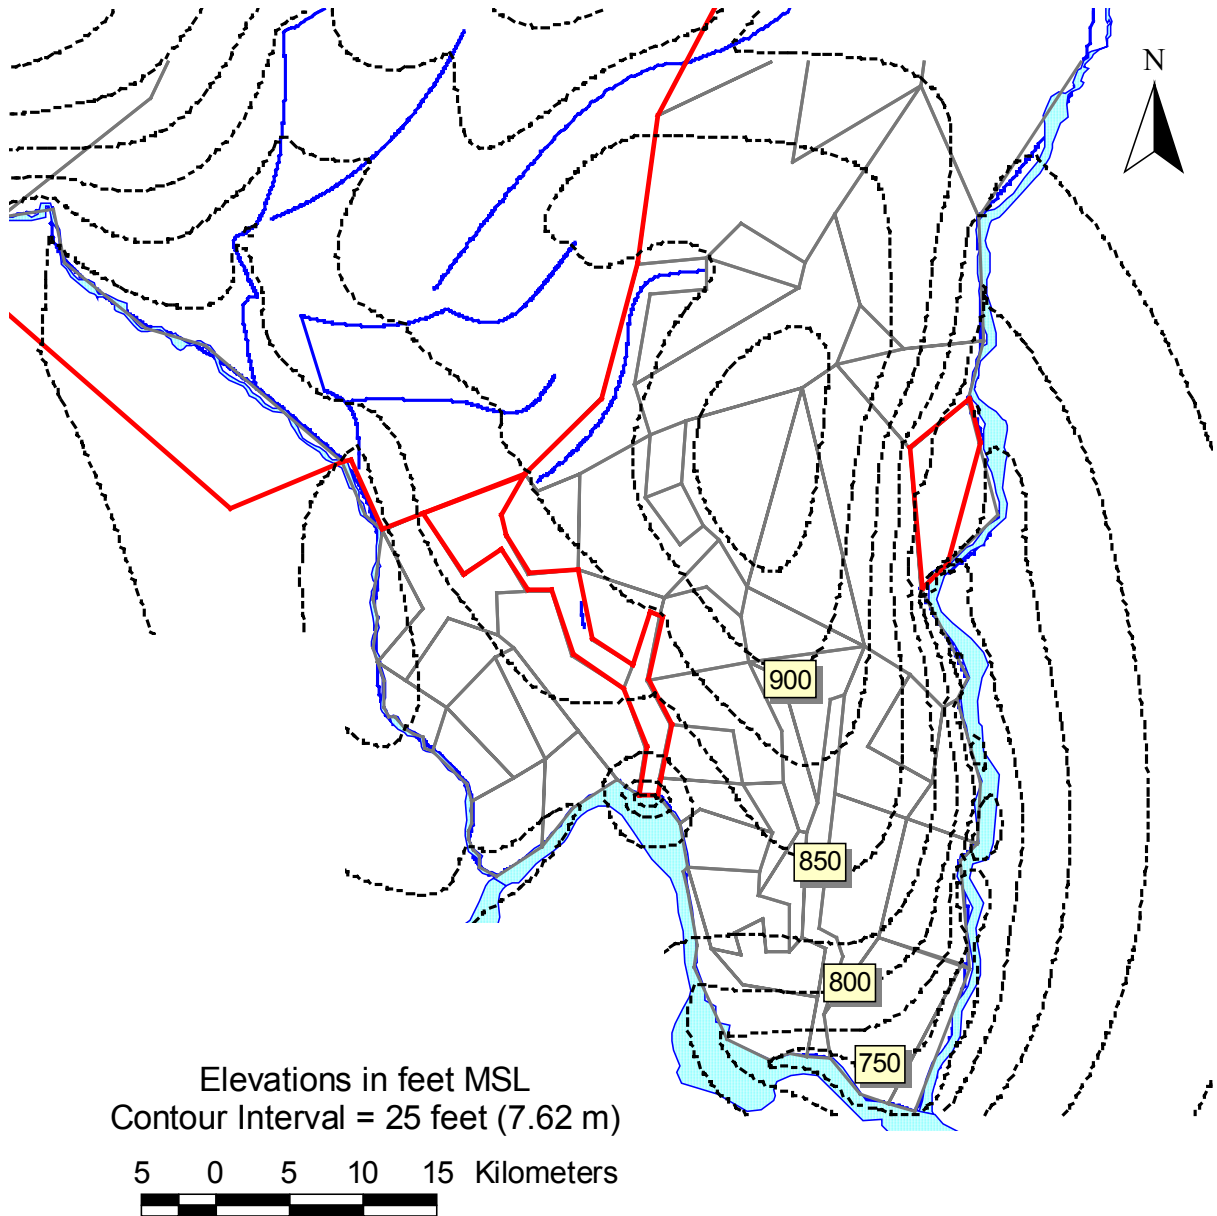 N
900
850
800
750
Elevations in feet MSL
Contour Interval = 25 feet (7.62 m)
5 0 5 10 15 Kilometers